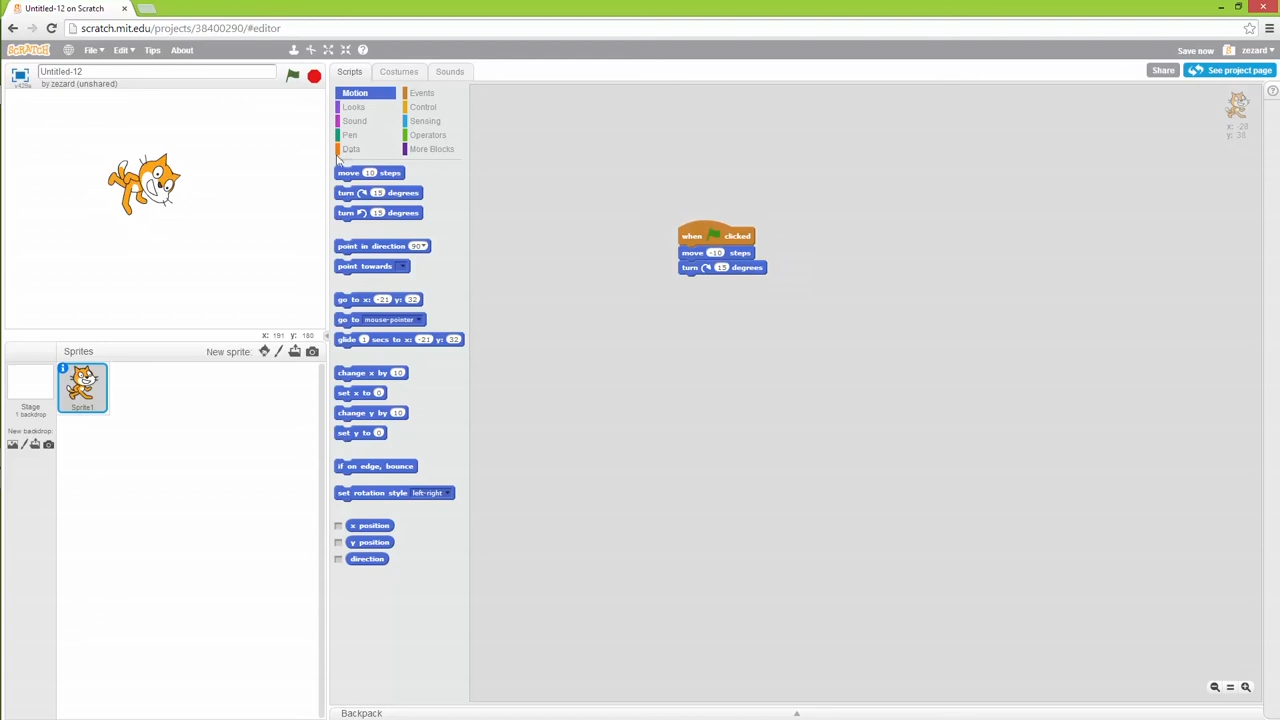 Untitled-12 on Scratch
scratch.mit.edu/projects/38400290/#editor
SCRATCH
File
Edit
Tips
About
Save now
zezard
Untitled-12
by zezard (unshared)
v429a
Scripts
Costumes
Sounds
Share
See project page
Motion
Events
Looks
Control
Sound
Sensing
Pen
Operators
Data
More Blocks
move 10 steps
turn 15 degrees
turn 15 degrees
point in direction 90
point towards
go to x: -21 y: 32
go to mouse-pointer
glide 1 secs to x: -21 y: 32
change x by 10
set x to 0
change y by 10
set y to 0
if on edge, bounce
set rotation style left-right
x position
y position
direction
when clicked
move -10 steps
turn 15 degrees
x: -20
y: 38
x: 191 y: 180
Sprites
New sprite:
Sprite1
Stage
1 backdrop
New backdrop:
Backpack